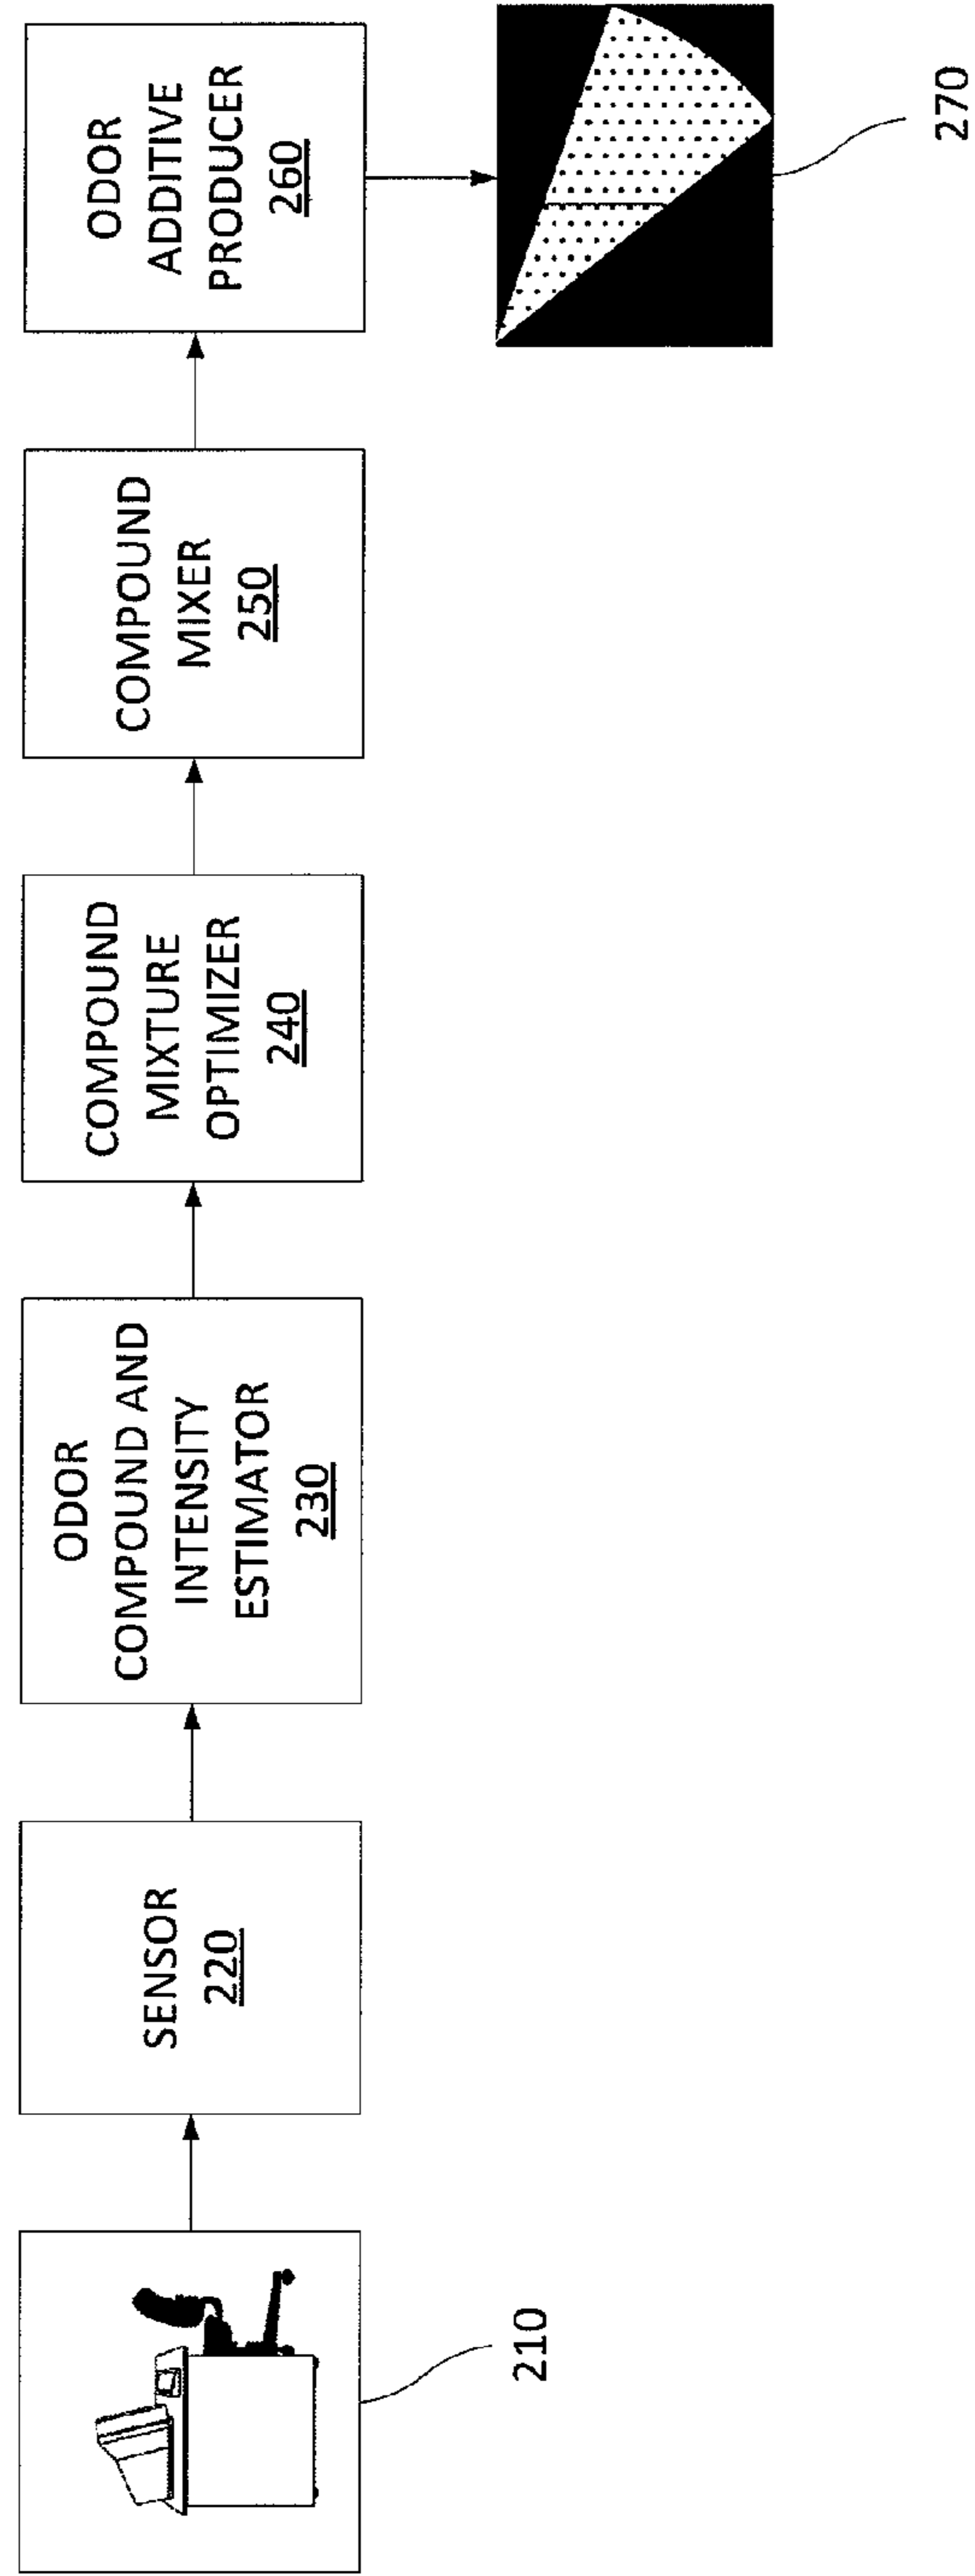 210
SENSOR
220
ODOR
COMPOUND AND
INTENSITY
ESTIMATOR
230
COMPOUND
MIXTURE
OPTIMIZER
240
COMPOUND
MIXER
250
ODOR
ADDITIVE
PRODUCER
260
270